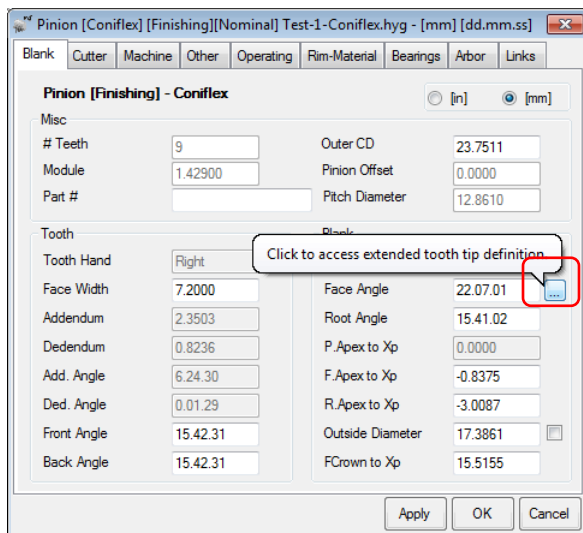 Pinion [Coniflex] [Finishing][Nominal] Test-1-Coniflex.hyg - [mm] [dd.mm.ss]
Blank Cutter Machine Other Operating Rim-Material Bearings Arbor Links
Pinion [Finishing] - Coniflex [in] [mm]
Misc
# Teeth 9 Outer CD 23.7511
Module 1.42900 Pinion Offset 0.0000
Part # Pitch Diameter 12.8610
Tooth Blank
Click to access extended tooth tip definition.
Tooth Hand Right
Face Width 7.2000 Face Angle 22.07.01 ...
Addendum 2.3503 Root Angle 15.41.02
Dedendum 0.8236 P.Apex to Xp 0.0000
Add. Angle 6.24.30 F.Apex to Xp -0.8375
Ded. Angle 0.01.29 R.Apex to Xp -3.0087
Front Angle 15.42.31 Outside Diameter 17.3861
Back Angle 15.42.31 FCrown to Xp 15.5155
Apply OK Cancel